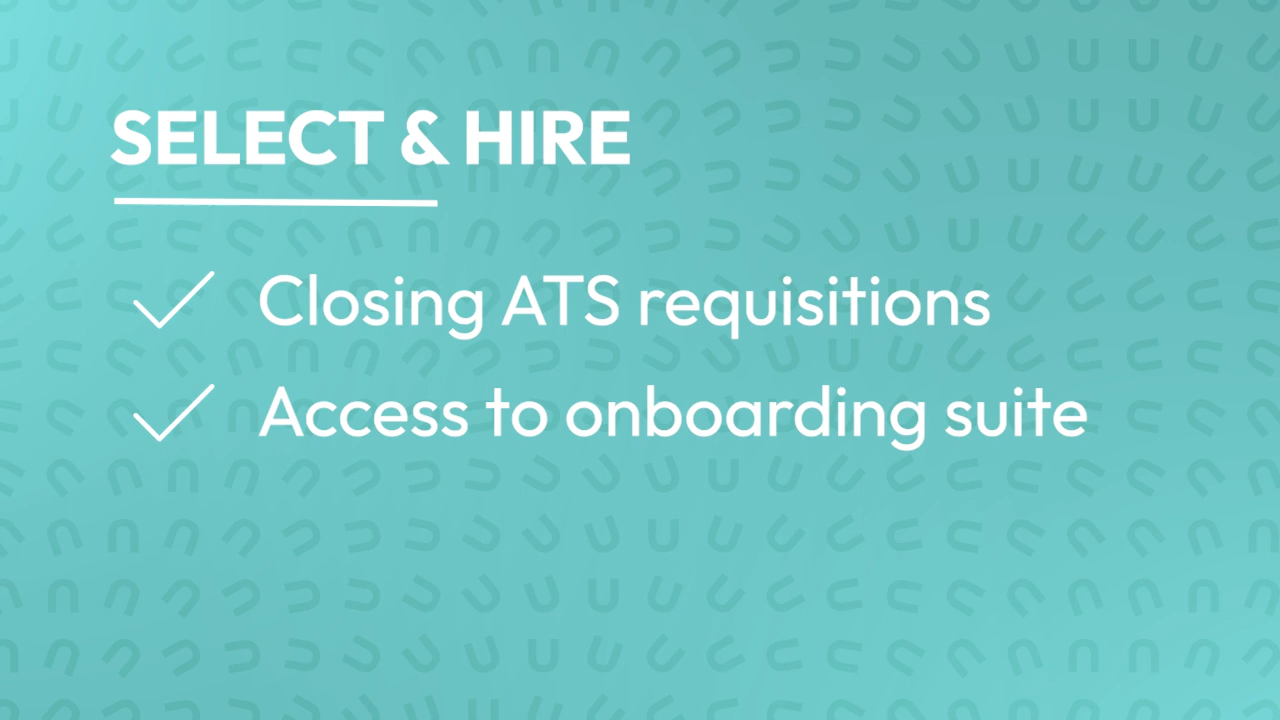 SELECT & HIRE
Closing ATS requisitions
Access to onboarding suite